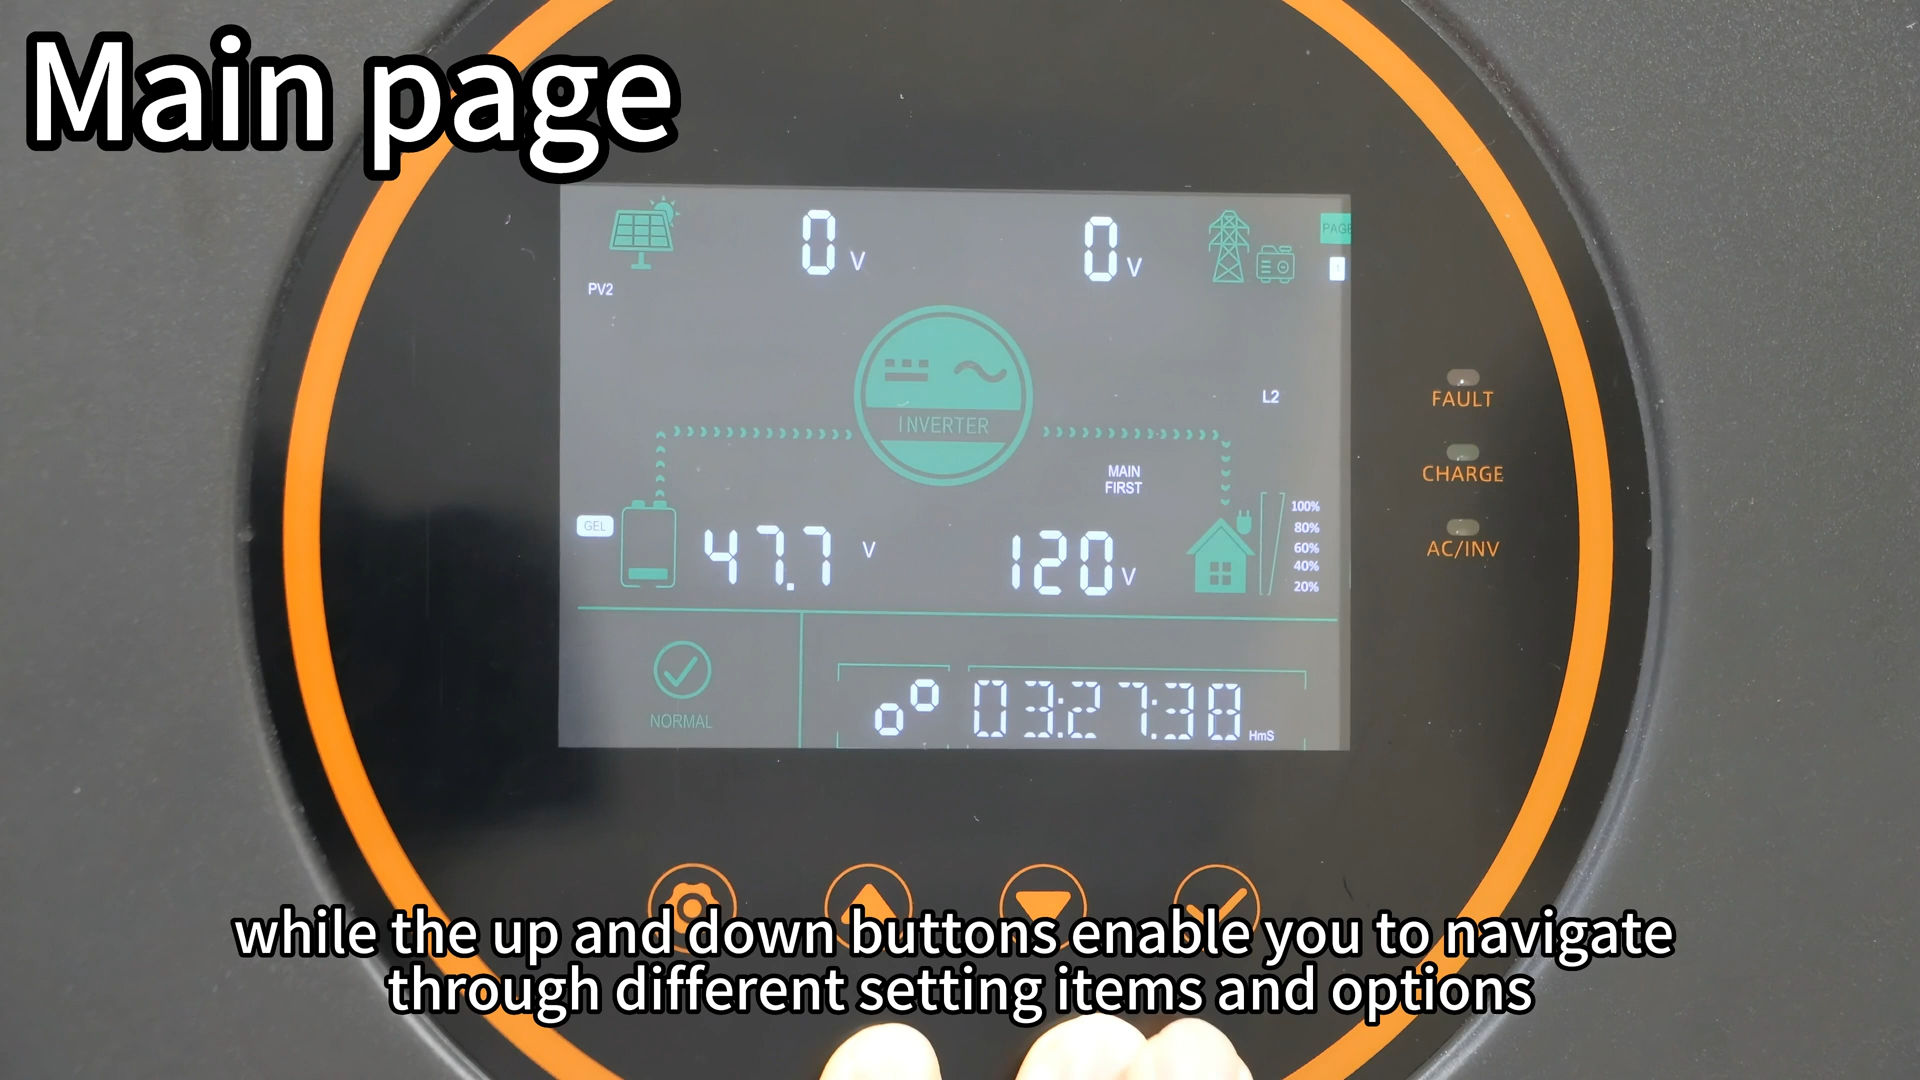 Main page
0 V
0 V
PAGE
1
PV2
INVERTER
L2
MAIN
FIRST
GEL
47.7 V
120 V
100%
80%
60%
40%
20%
FAULT
CHARGE
AC/INV
NORMAL
03:27:38 HmS
while the up and down buttons enable you to navigate
through different setting items and options